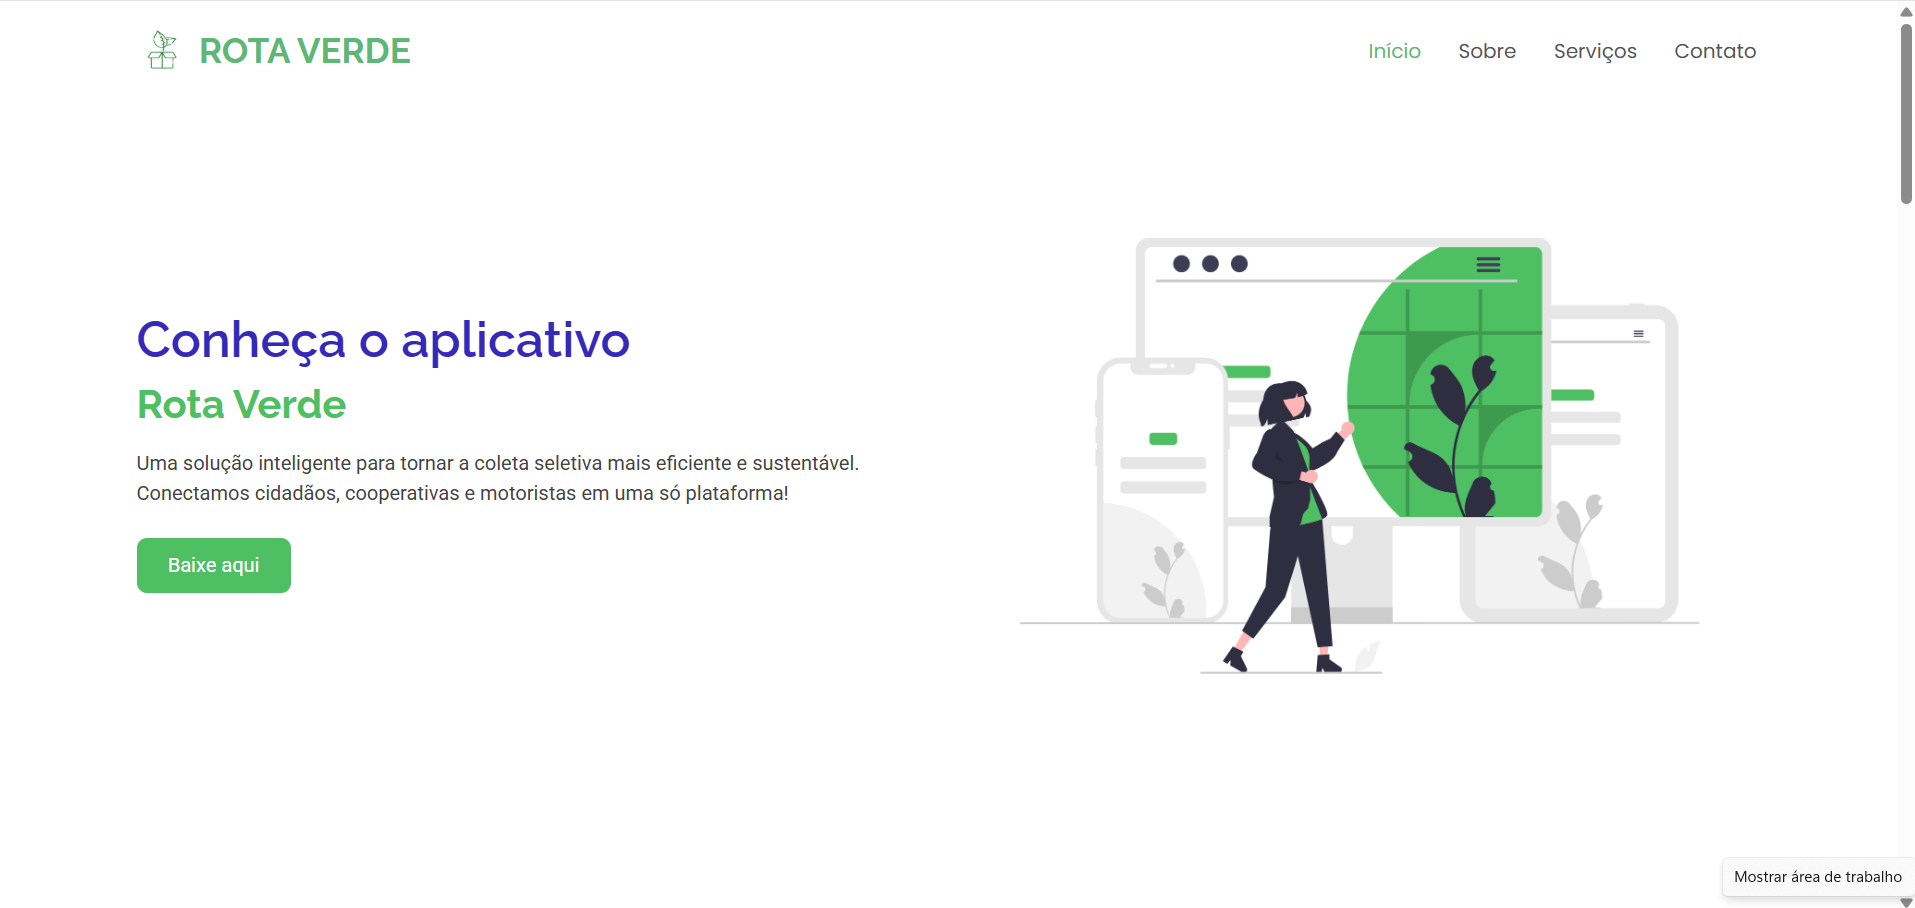 ROTA VERDE
Início Sobre Serviços Contato
Conheça o aplicativo
Rota Verde
Uma solução inteligente para tornar a coleta seletiva mais eficiente e sustentável.
Conectamos cidadãos, cooperativas e motoristas em uma só plataforma!
Baixe aqui
Mostrar área de trabalho